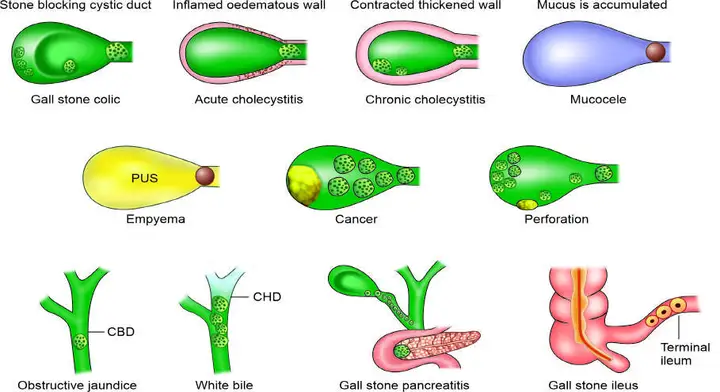 Stone blocking cystic duct
Inflamed oedematous wall
Contracted thickened wall
Mucus is accumulated
Gall stone colic
Acute cholecystitis
Chronic cholecystitis
Mucocele
PUS
Empyema
Cancer
Perforation
CBD
CHD
Terminal
ileum
Obstructive jaundice
White bile
Gall stone pancreatitis
Gall stone ileus